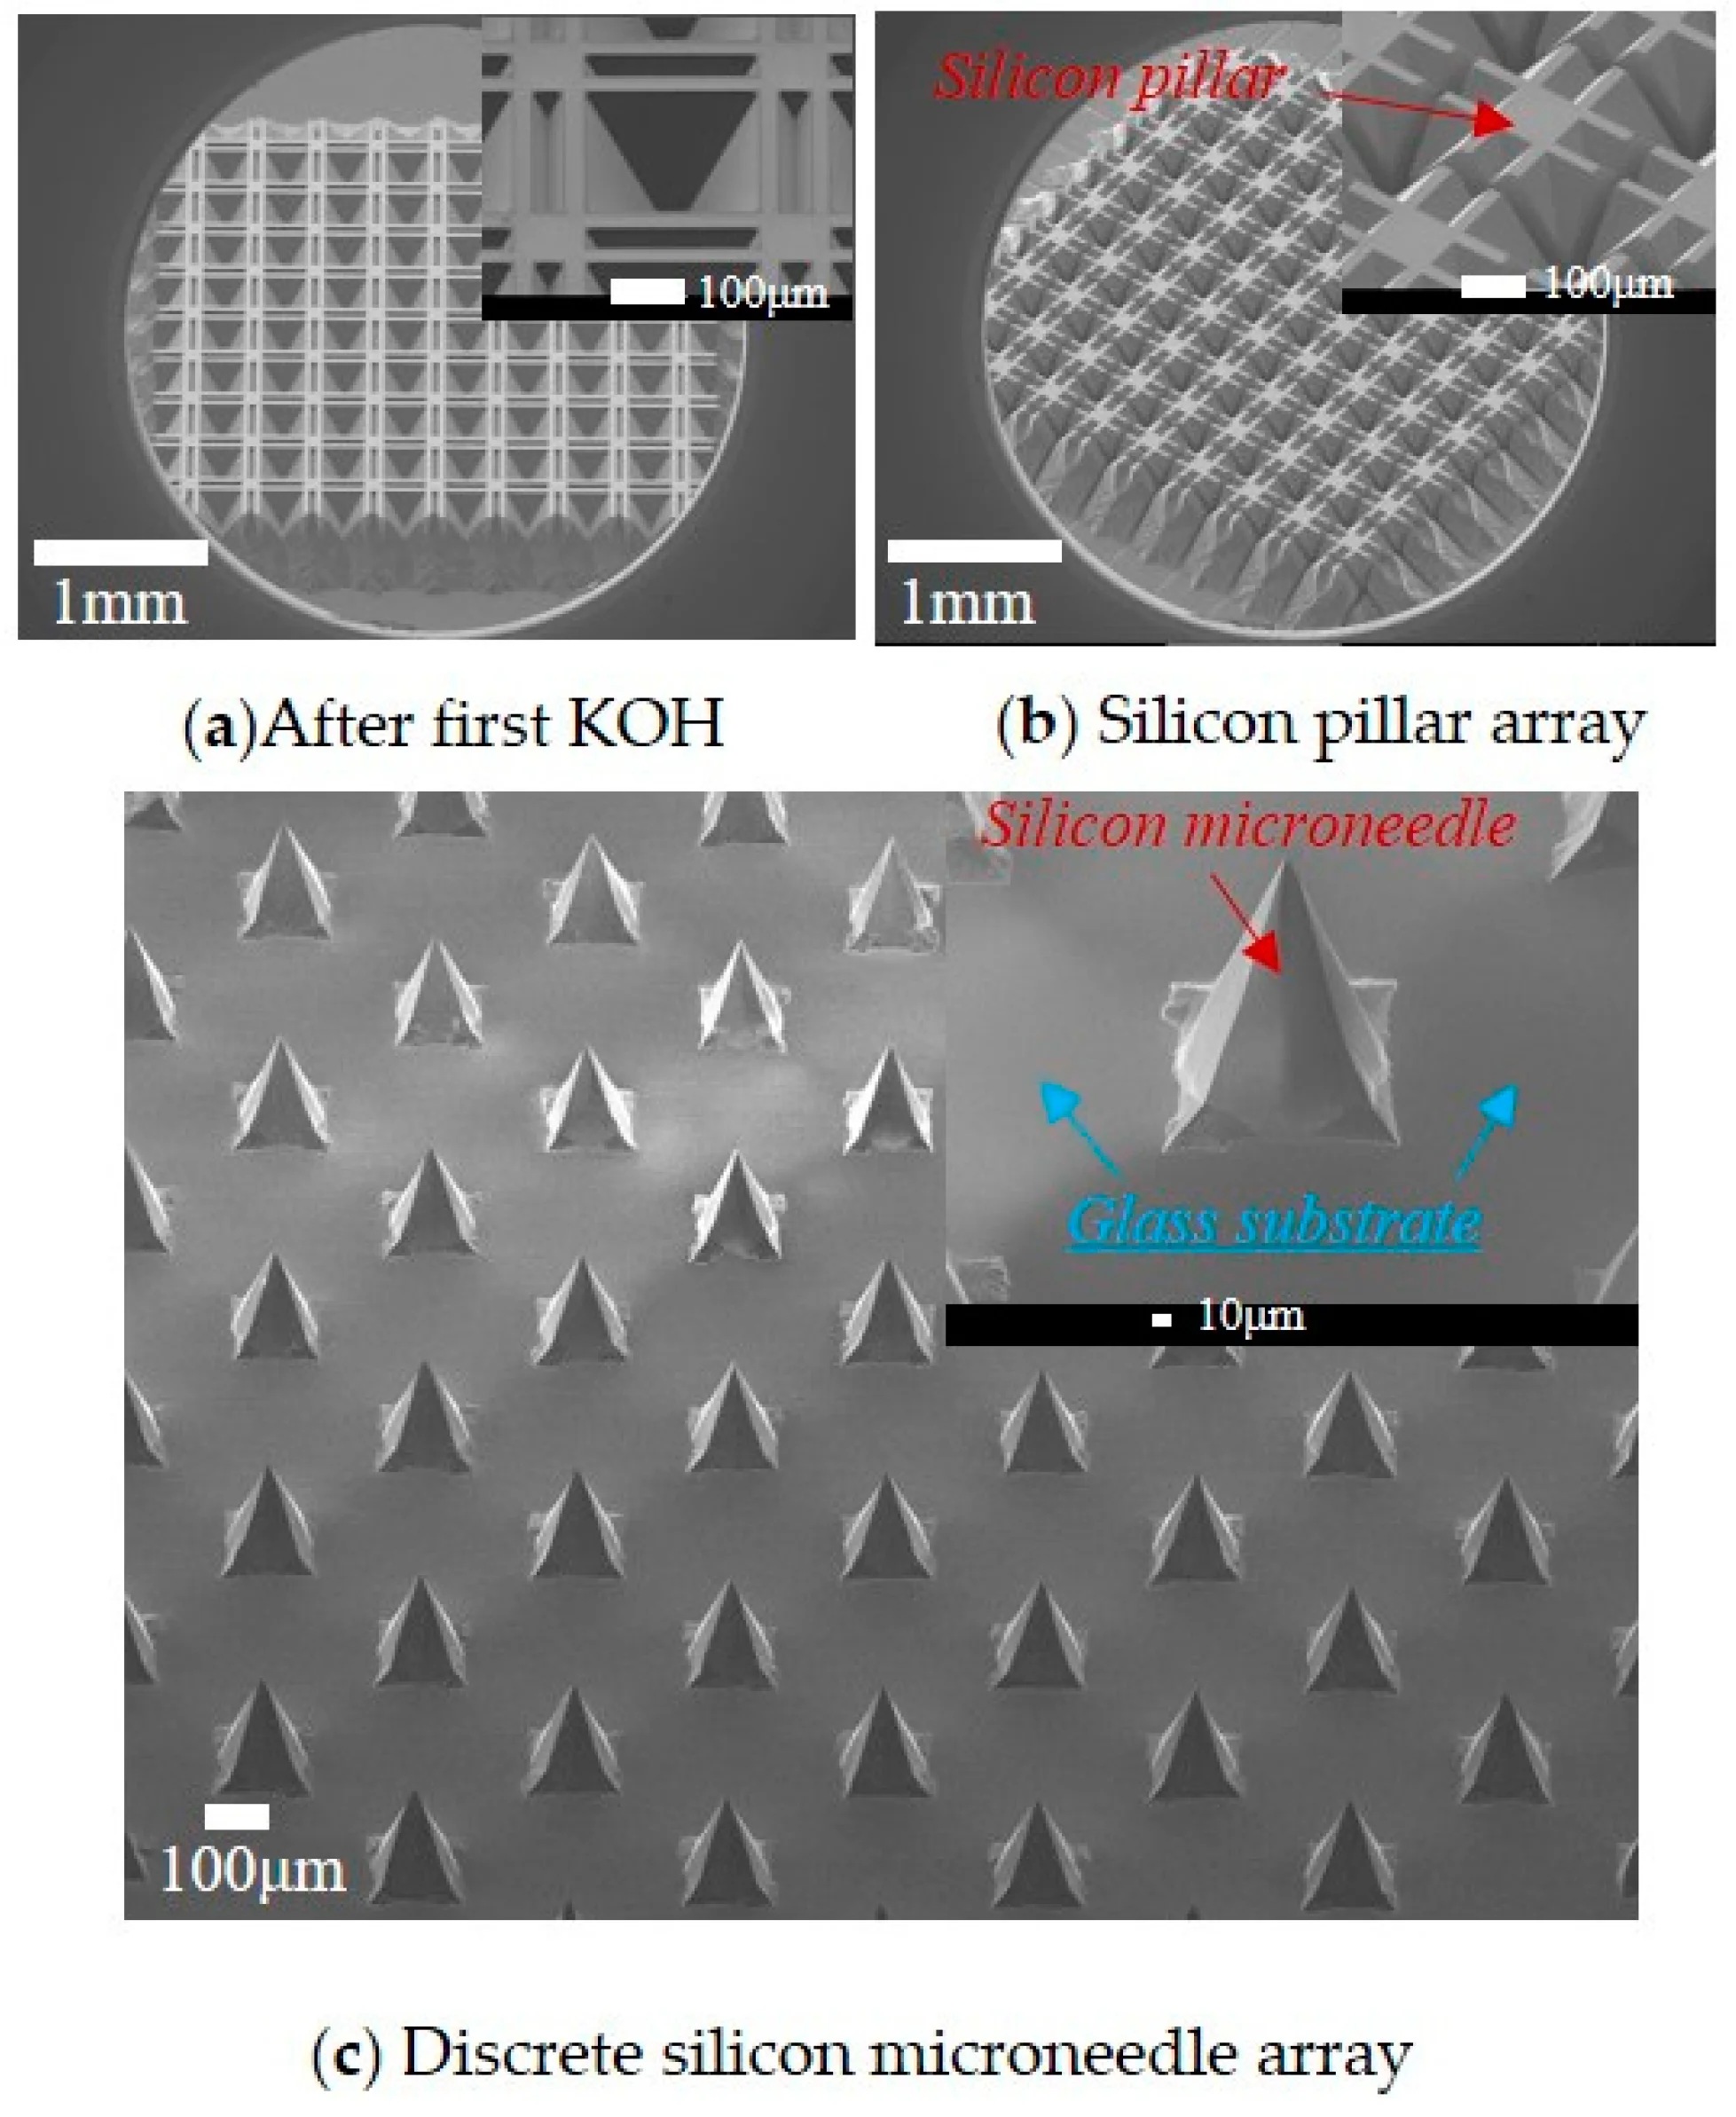 100μm
1mm
Silicon pillar
100μm
1mm
(a)After first KOH
(b) Silicon pillar array
Silicon microneedle
Glass substrate
10μm
100μm
(c) Discrete silicon microneedle array